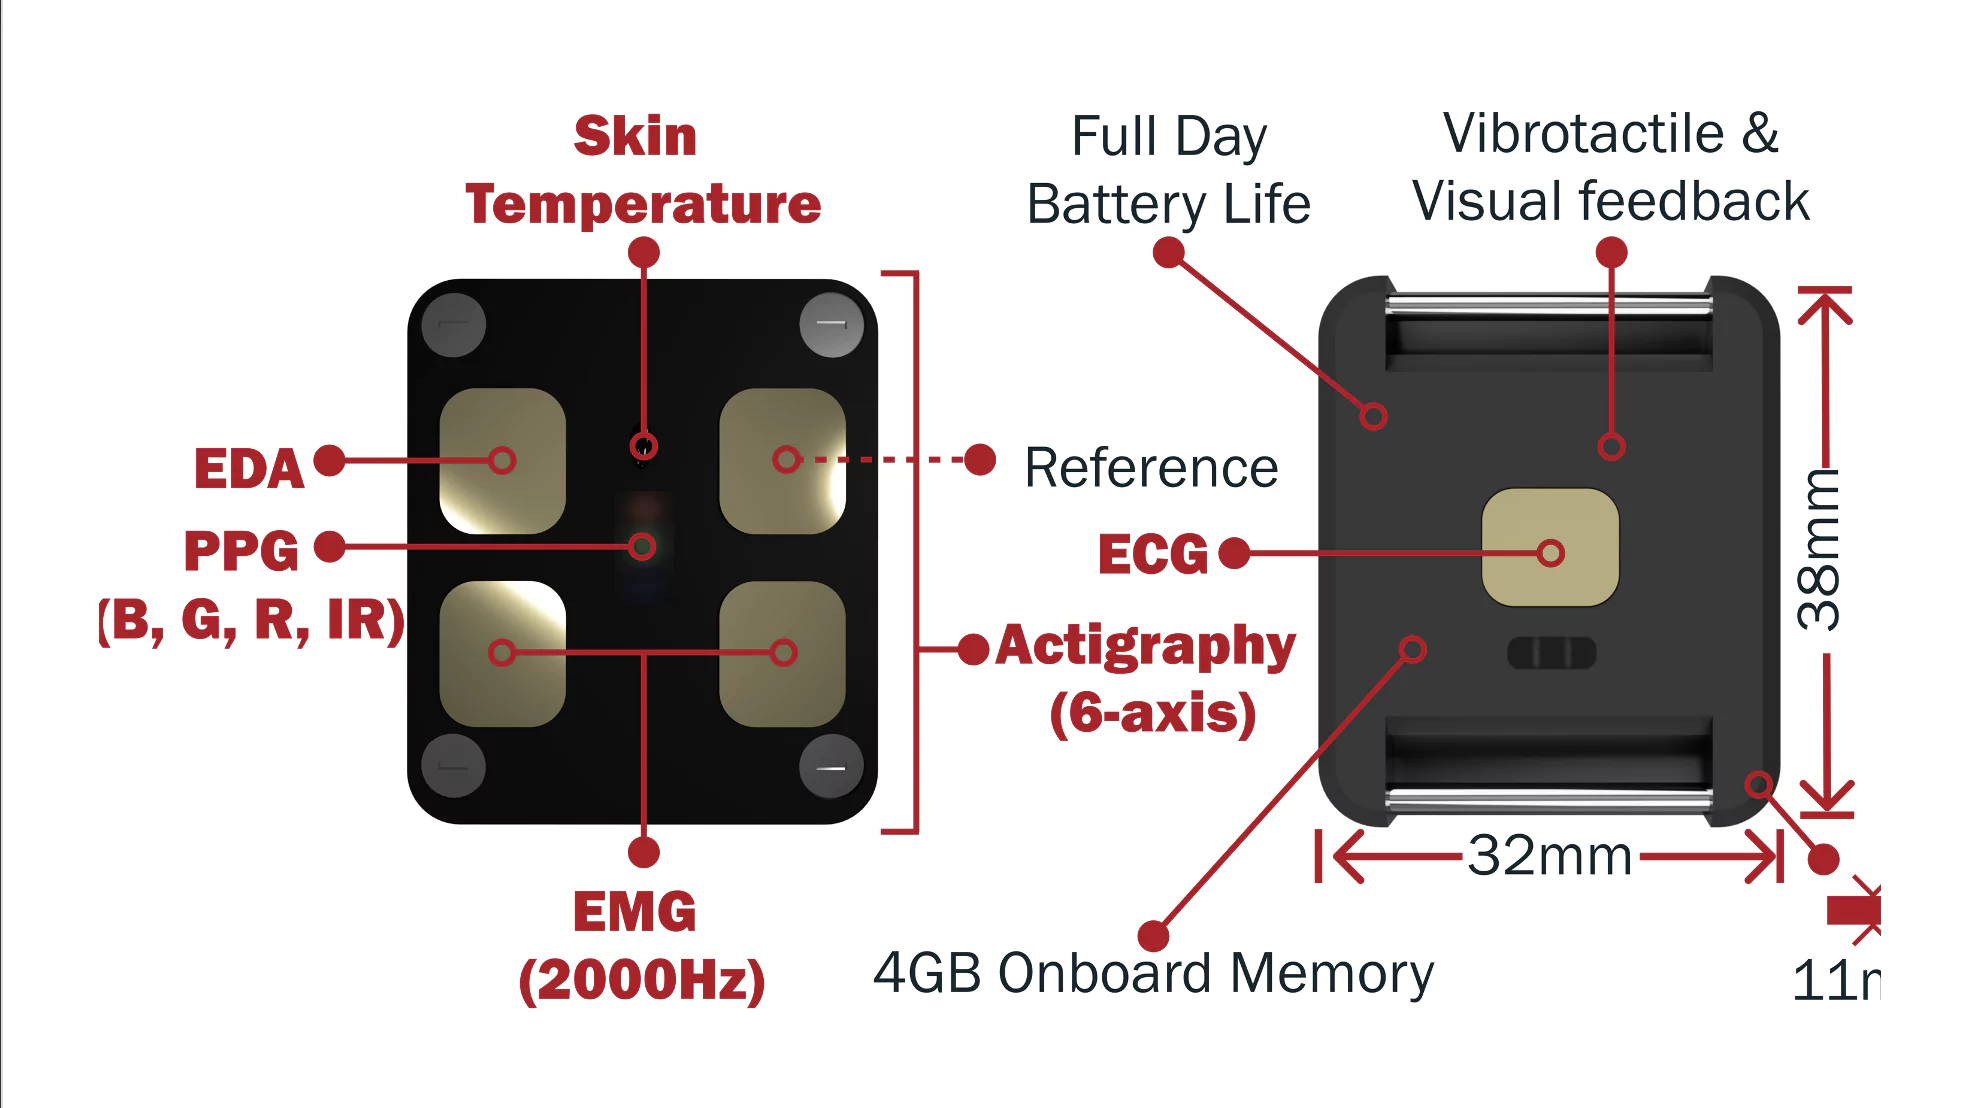 Skin
Temperature
Full Day
Battery Life
Vibrotactile &
Visual feedback
EDA
Reference
PPG
(B, G, R, IR)
ECG
38mm
Actigraphy
(6-axis)
32mm
EMG
(2000Hz)
4GB Onboard Memory